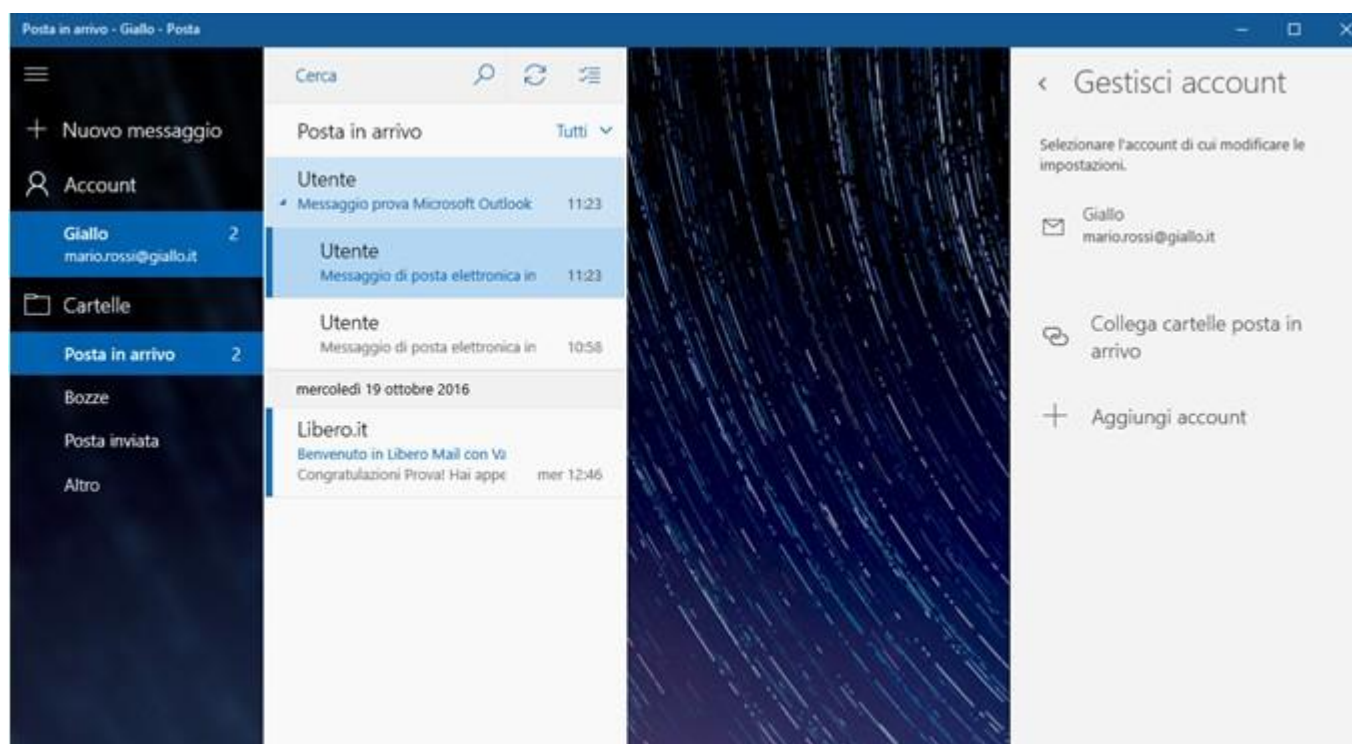 Posta in arrivo - Giallo - Posta
Nuovo messaggio
Account
Giallo 2
mario.rossi@giallo.it
Cartelle
Posta in arrivo 2
Bozze
Posta inviata
Altro
Cerca
Posta in arrivo Tutti
Utente
Messaggio prova Microsoft Outlook 11:23
Utente
Messaggio di posta elettronica in 11:23
Utente
Messaggio di posta elettronica in 10:58
mercoledì 19 ottobre 2016
Libero.it
Benvenuto in Libero Mail con Va
Congratulazioni Prova! Hai appe mer 12:46
Gestisci account
Selezionare l'account di cui modificare le
impostazioni.
Giallo
mario.rossi@giallo.it
Collega cartelle posta in
arrivo
Aggiungi account